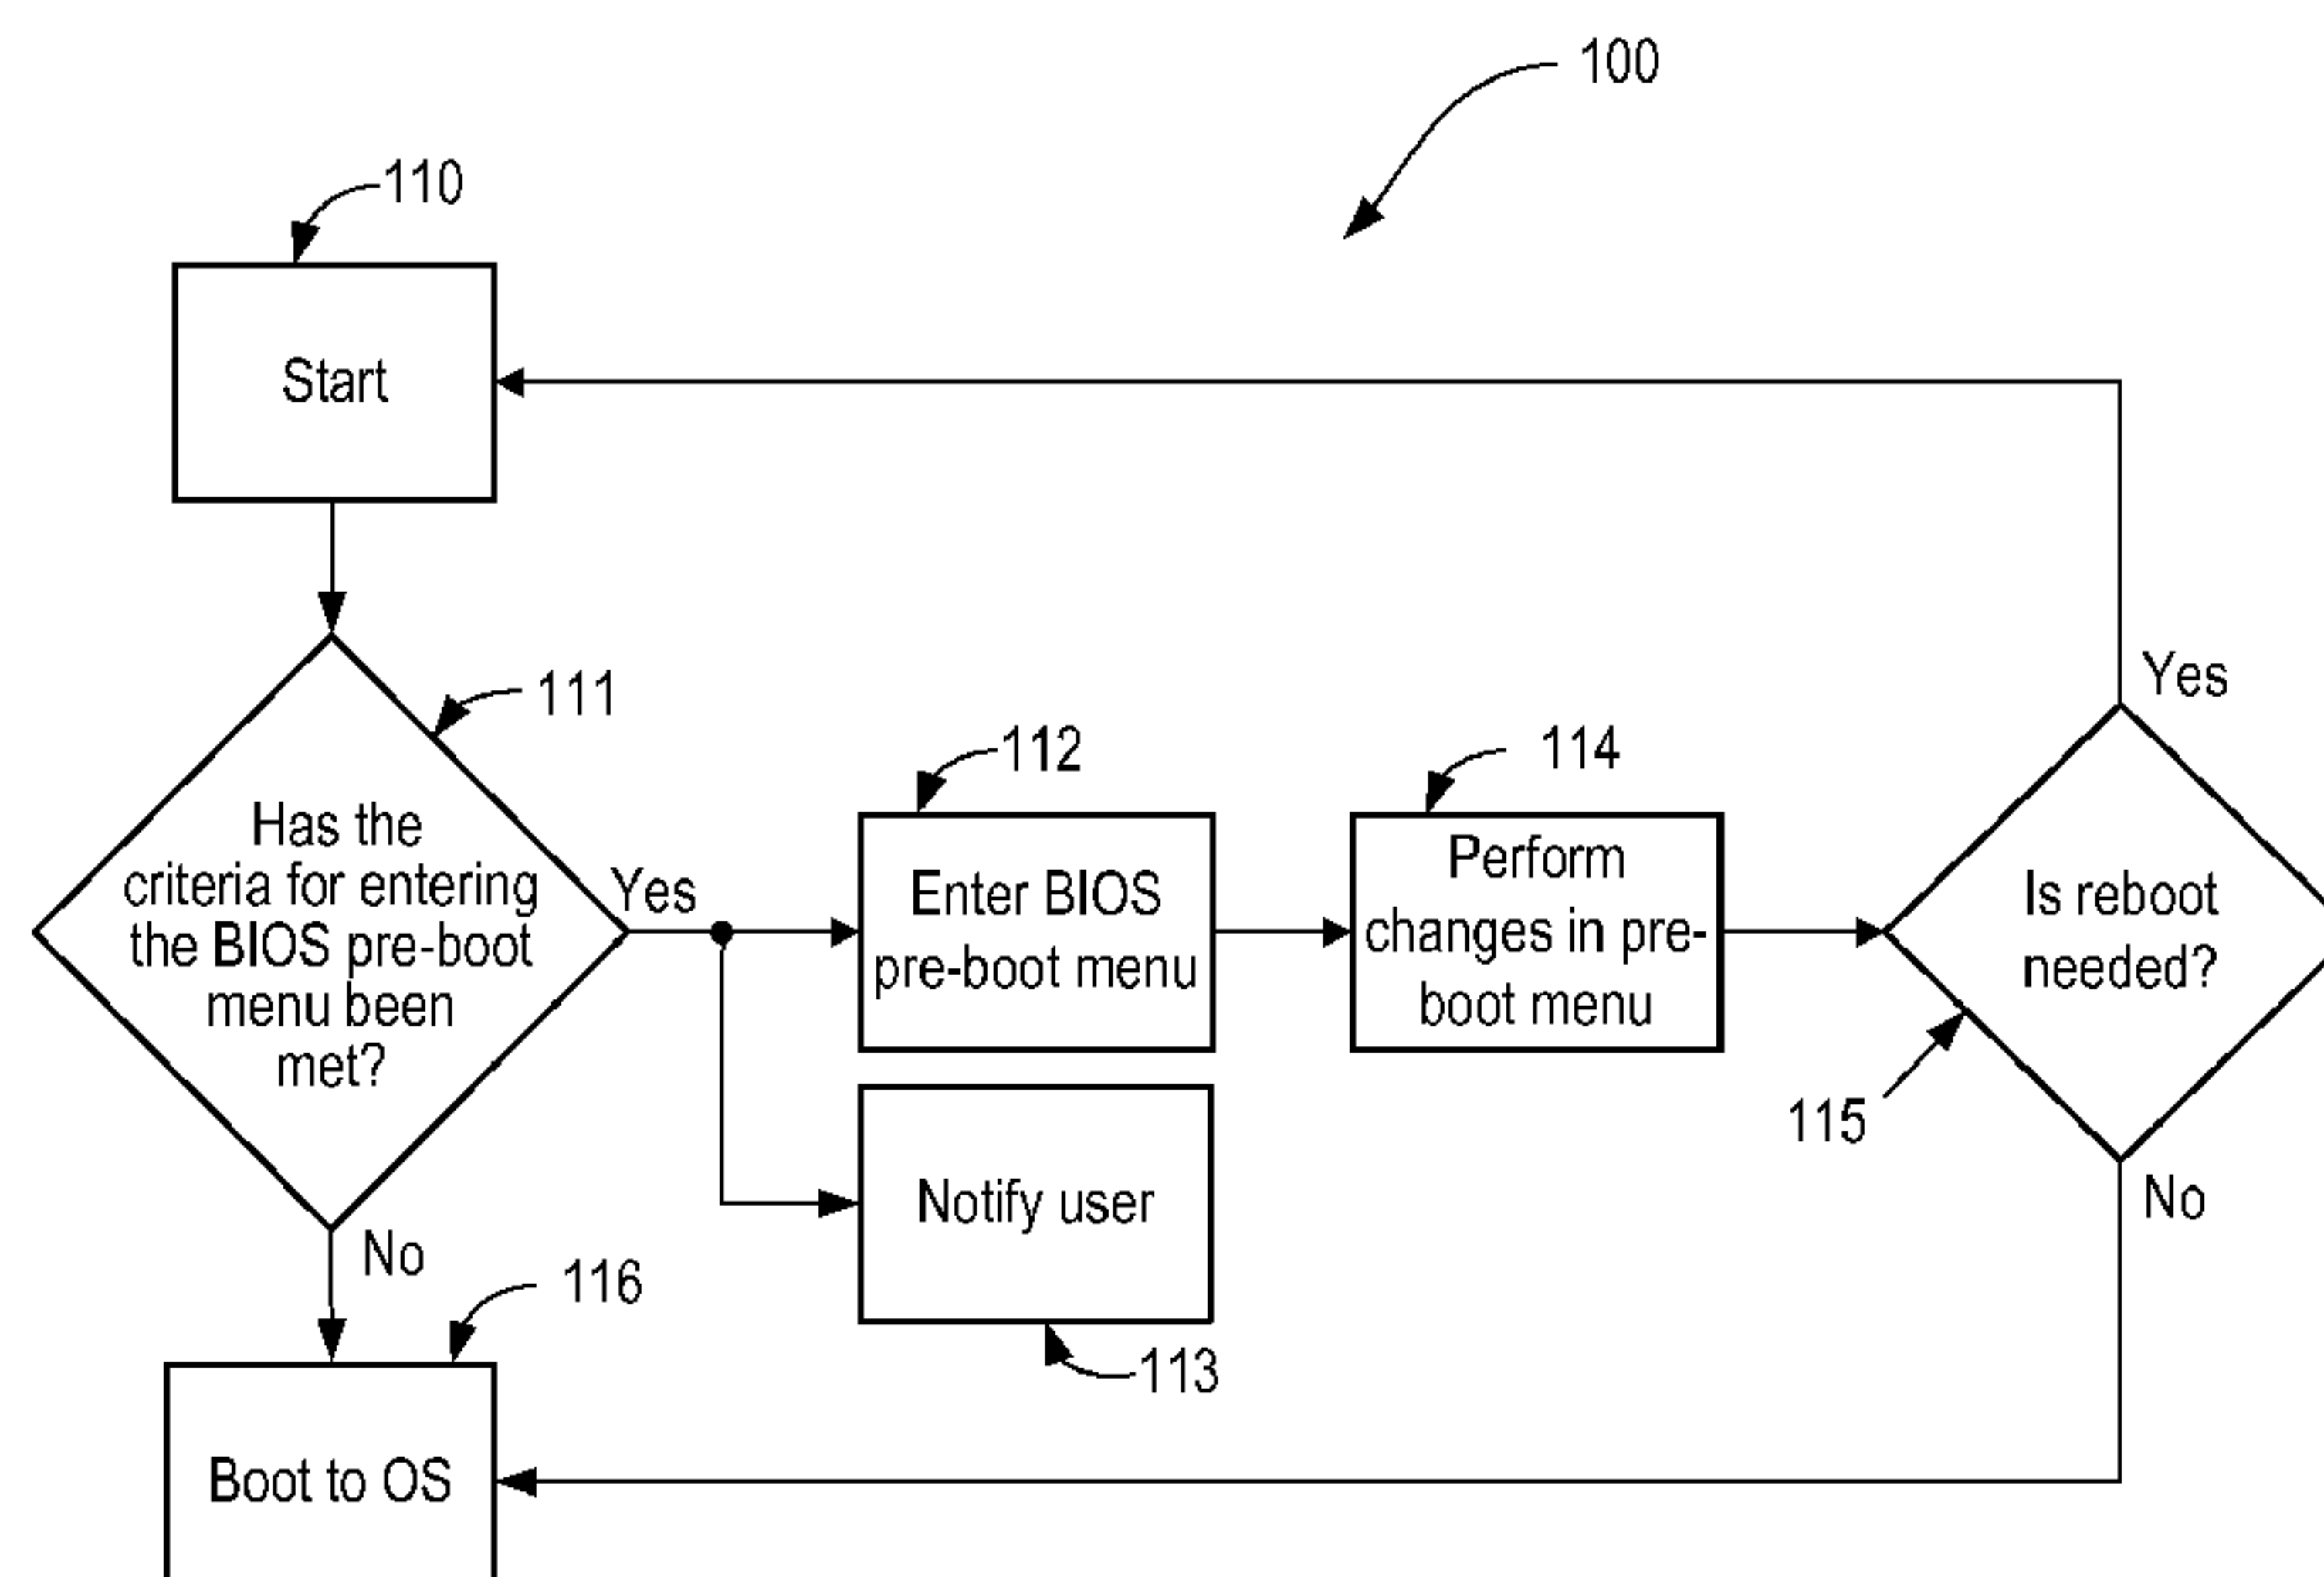 100
110
Start
111
Has the
criteria for entering
the BIOS pre-boot
menu been
met?
Yes
No
112
Enter BIOS
pre-boot menu
114
Perform
changes in pre-
boot menu
Yes
Is reboot
needed?
115
No
Notify user
113
116
Boot to OS